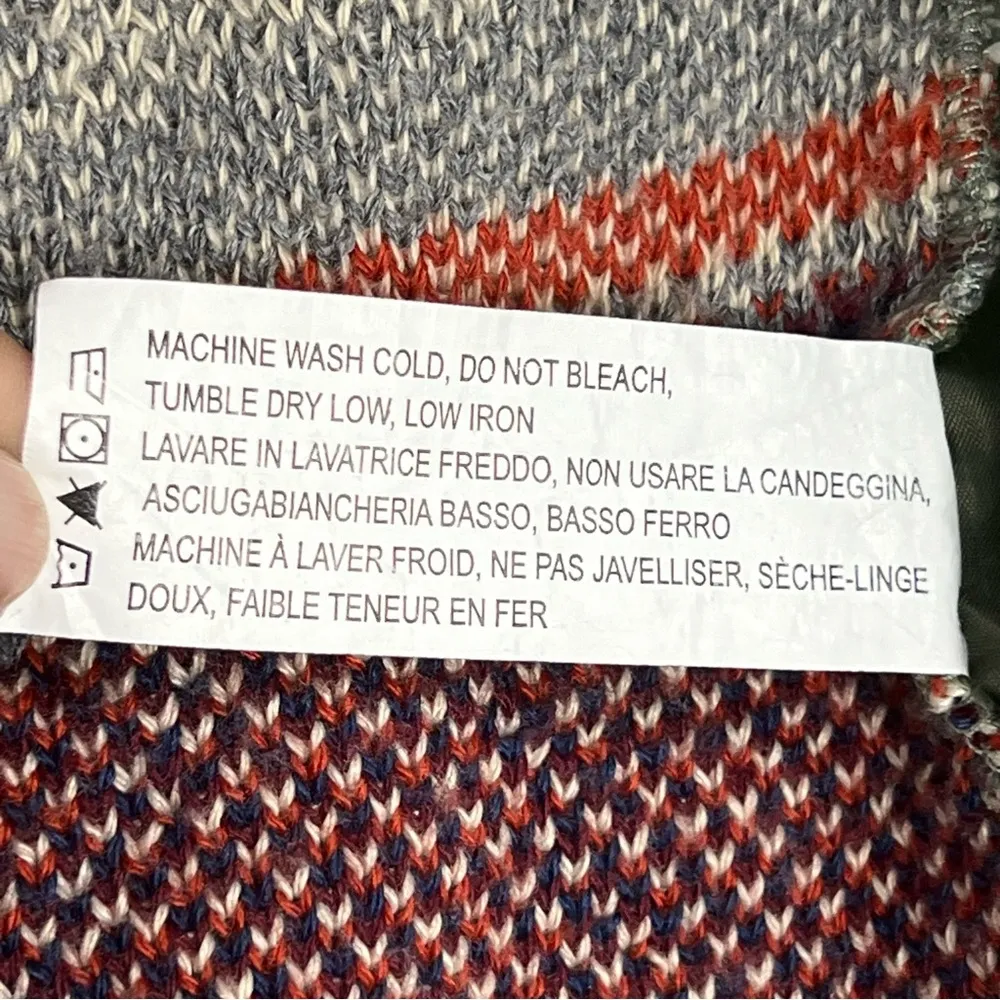 MACHINE WASH COLD, DO NOT BLEACH,
TUMBLE DRY LOW, LOW IRON
LAVARE IN LAVATRICE FREDDO, NON USARE LA CANDEGGINA,
ASCIUGABIANCHERIA BASSO, BASSO FERRO
MACHINE À LAVER FROID, NE PAS JAVELLISER, SÈCHE-LINGE
DOUX, FAIBLE TENEUR EN FER